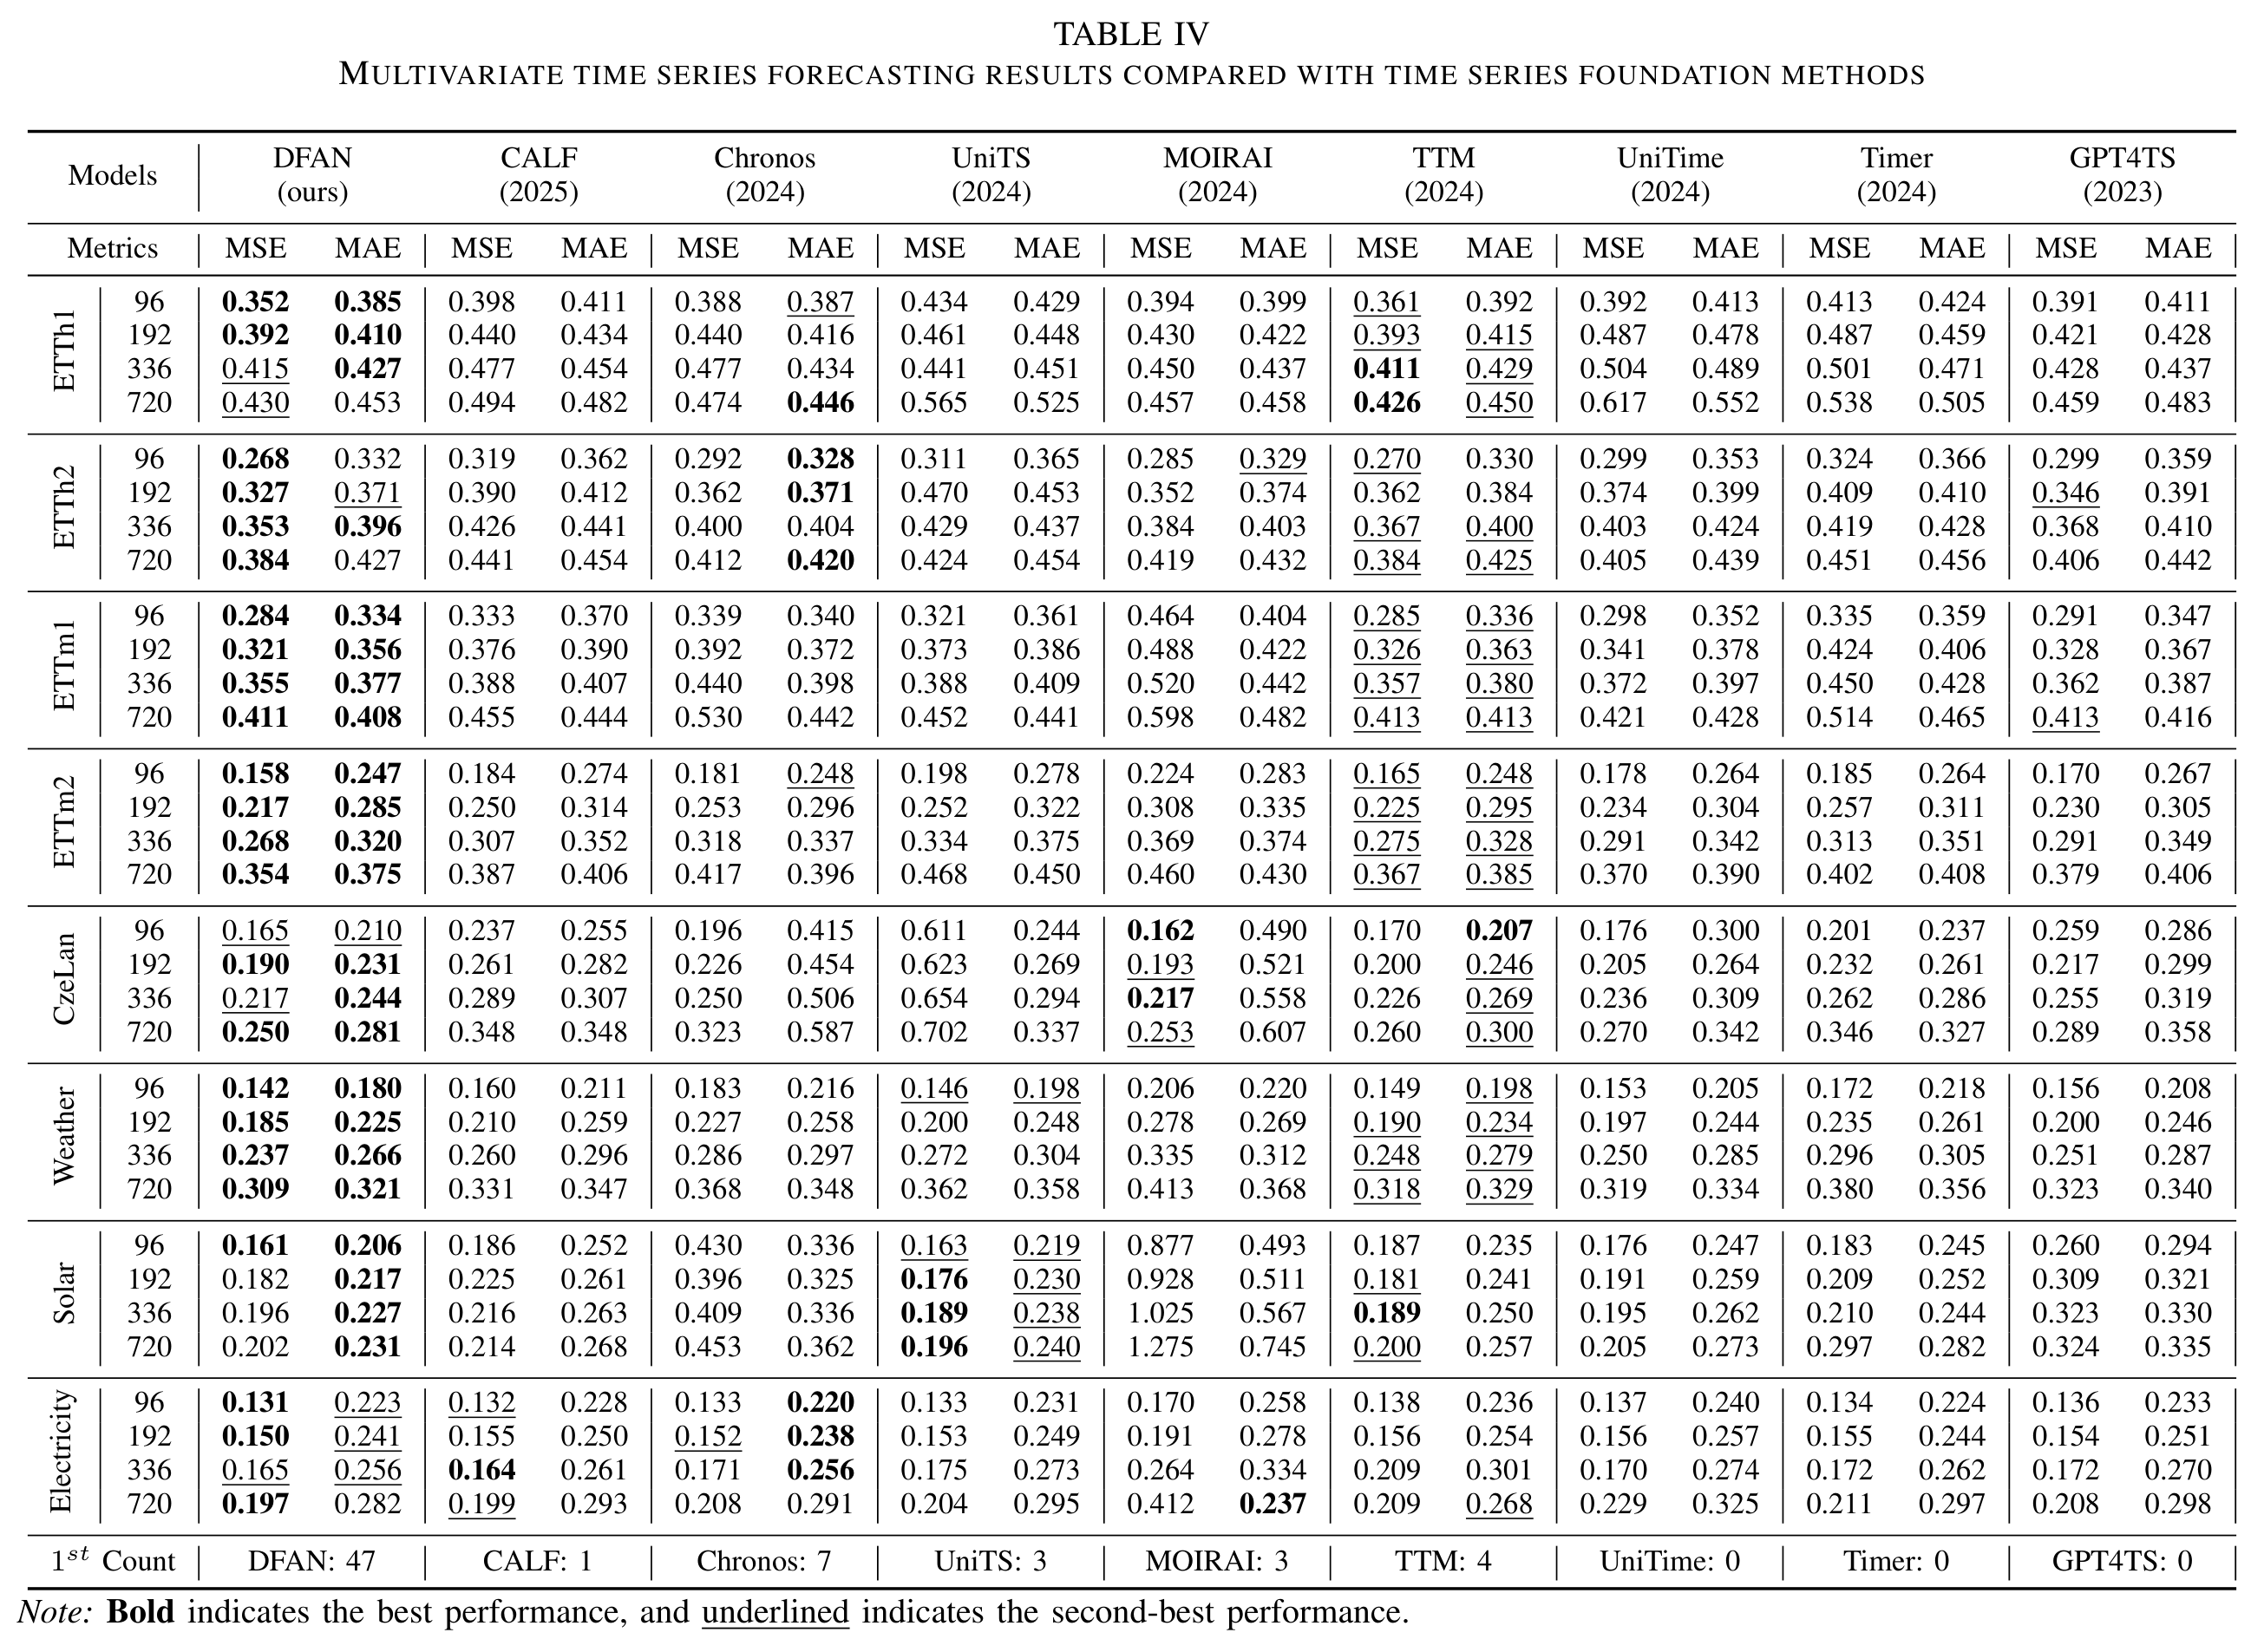 TABLE IV
MULTIVARIATE TIME SERIES FORECASTING RESULTS COMPARED WITH TIME SERIES FOUNDATION METHODS
Models DFAN (ours) CALF (2025) Chronos (2024) UniTS (2024) MOIRAI (2024) TTM (2024) UniTime (2024) Timer (2024) GPT4TS (2023)
Metrics MSE MAE MSE MAE MSE MAE MSE MAE MSE MAE MSE MAE MSE MAE MSE MAE MSE MAE
ETTh1
96 0.352 0.385 0.398 0.411 0.388 0.387 0.434 0.429 0.394 0.399 0.361 0.392 0.392 0.413 0.413 0.424 0.391 0.411
192 0.392 0.410 0.440 0.434 0.440 0.416 0.461 0.448 0.430 0.422 0.393 0.415 0.487 0.478 0.487 0.459 0.421 0.428
336 0.415 0.427 0.477 0.454 0.477 0.434 0.441 0.451 0.450 0.437 0.411 0.429 0.504 0.489 0.501 0.471 0.428 0.437
720 0.430 0.453 0.494 0.482 0.474 0.446 0.565 0.525 0.457 0.458 0.426 0.450 0.617 0.552 0.538 0.505 0.459 0.483
ETTh2
96 0.268 0.332 0.319 0.362 0.292 0.328 0.311 0.365 0.285 0.329 0.270 0.330 0.299 0.353 0.324 0.366 0.299 0.359
192 0.327 0.371 0.390 0.412 0.362 0.371 0.470 0.453 0.352 0.374 0.362 0.384 0.374 0.399 0.409 0.410 0.346 0.391
336 0.353 0.396 0.426 0.441 0.400 0.404 0.429 0.437 0.384 0.403 0.367 0.400 0.403 0.424 0.419 0.428 0.368 0.410
720 0.384 0.427 0.441 0.454 0.412 0.420 0.424 0.454 0.419 0.432 0.384 0.425 0.405 0.439 0.451 0.456 0.406 0.442
ETTm1
96 0.284 0.334 0.333 0.370 0.339 0.340 0.321 0.361 0.464 0.404 0.285 0.336 0.298 0.352 0.335 0.359 0.291 0.347
192 0.321 0.356 0.376 0.390 0.392 0.372 0.373 0.386 0.488 0.422 0.326 0.363 0.341 0.378 0.424 0.406 0.328 0.367
336 0.355 0.377 0.388 0.407 0.440 0.398 0.388 0.409 0.520 0.442 0.357 0.380 0.372 0.397 0.450 0.428 0.362 0.387
720 0.411 0.408 0.455 0.444 0.530 0.442 0.452 0.441 0.598 0.482 0.413 0.413 0.421 0.428 0.514 0.465 0.413 0.416
ETTm2
96 0.158 0.247 0.184 0.274 0.181 0.248 0.198 0.278 0.224 0.283 0.165 0.248 0.178 0.264 0.185 0.264 0.170 0.267
192 0.217 0.285 0.250 0.314 0.253 0.296 0.252 0.322 0.308 0.335 0.225 0.295 0.234 0.304 0.257 0.311 0.230 0.305
336 0.268 0.320 0.307 0.352 0.318 0.337 0.334 0.375 0.369 0.374 0.275 0.328 0.291 0.342 0.313 0.351 0.291 0.349
720 0.354 0.375 0.387 0.406 0.417 0.396 0.468 0.450 0.460 0.430 0.367 0.385 0.370 0.390 0.402 0.408 0.379 0.406
CzeLan
96 0.165 0.210 0.237 0.255 0.196 0.415 0.611 0.244 0.162 0.490 0.170 0.207 0.176 0.300 0.201 0.237 0.259 0.286
192 0.190 0.231 0.261 0.282 0.226 0.454 0.623 0.269 0.193 0.521 0.200 0.246 0.205 0.264 0.232 0.261 0.217 0.299
336 0.217 0.244 0.289 0.307 0.250 0.506 0.654 0.294 0.217 0.558 0.226 0.269 0.236 0.309 0.262 0.286 0.255 0.319
720 0.250 0.281 0.348 0.348 0.323 0.587 0.702 0.337 0.253 0.607 0.260 0.300 0.270 0.342 0.346 0.327 0.289 0.358
Weather
96 0.142 0.180 0.160 0.211 0.183 0.216 0.146 0.198 0.206 0.220 0.149 0.198 0.153 0.205 0.172 0.218 0.156 0.208
192 0.185 0.225 0.210 0.259 0.227 0.258 0.200 0.248 0.278 0.269 0.190 0.234 0.197 0.244 0.235 0.261 0.200 0.246
336 0.237 0.266 0.260 0.296 0.286 0.297 0.272 0.304 0.335 0.312 0.248 0.279 0.250 0.285 0.296 0.305 0.251 0.287
720 0.309 0.321 0.331 0.347 0.368 0.348 0.362 0.358 0.413 0.368 0.318 0.329 0.319 0.334 0.380 0.356 0.323 0.340
Solar
96 0.161 0.206 0.186 0.252 0.430 0.336 0.163 0.219 0.877 0.493 0.187 0.235 0.176 0.247 0.183 0.245 0.260 0.294
192 0.182 0.217 0.225 0.261 0.396 0.325 0.176 0.230 0.928 0.511 0.181 0.241 0.191 0.259 0.209 0.252 0.309 0.321
336 0.196 0.227 0.216 0.263 0.409 0.336 0.189 0.238 1.025 0.567 0.189 0.250 0.195 0.262 0.210 0.244 0.323 0.330
720 0.202 0.231 0.214 0.268 0.453 0.362 0.196 0.240 1.275 0.745 0.200 0.257 0.205 0.273 0.297 0.282 0.324 0.335
Electricity
96 0.131 0.223 0.132 0.228 0.133 0.220 0.133 0.231 0.170 0.258 0.138 0.236 0.137 0.240 0.134 0.224 0.136 0.233
192 0.150 0.241 0.155 0.250 0.152 0.238 0.153 0.249 0.191 0.278 0.156 0.254 0.156 0.257 0.155 0.244 0.154 0.251
336 0.165 0.256 0.164 0.261 0.171 0.256 0.175 0.273 0.264 0.334 0.209 0.301 0.170 0.274 0.172 0.262 0.172 0.270
720 0.197 0.282 0.199 0.293 0.208 0.291 0.204 0.295 0.412 0.237 0.209 0.268 0.229 0.325 0.211 0.297 0.208 0.298
1st Count DFAN: 47 CALF: 1 Chronos: 7 UniTS: 3 MOIRAI: 3 TTM: 4 UniTime: 0 Timer: 0 GPT4TS: 0
Note: Bold indicates the best performance, and underlined indicates the second-best performance.